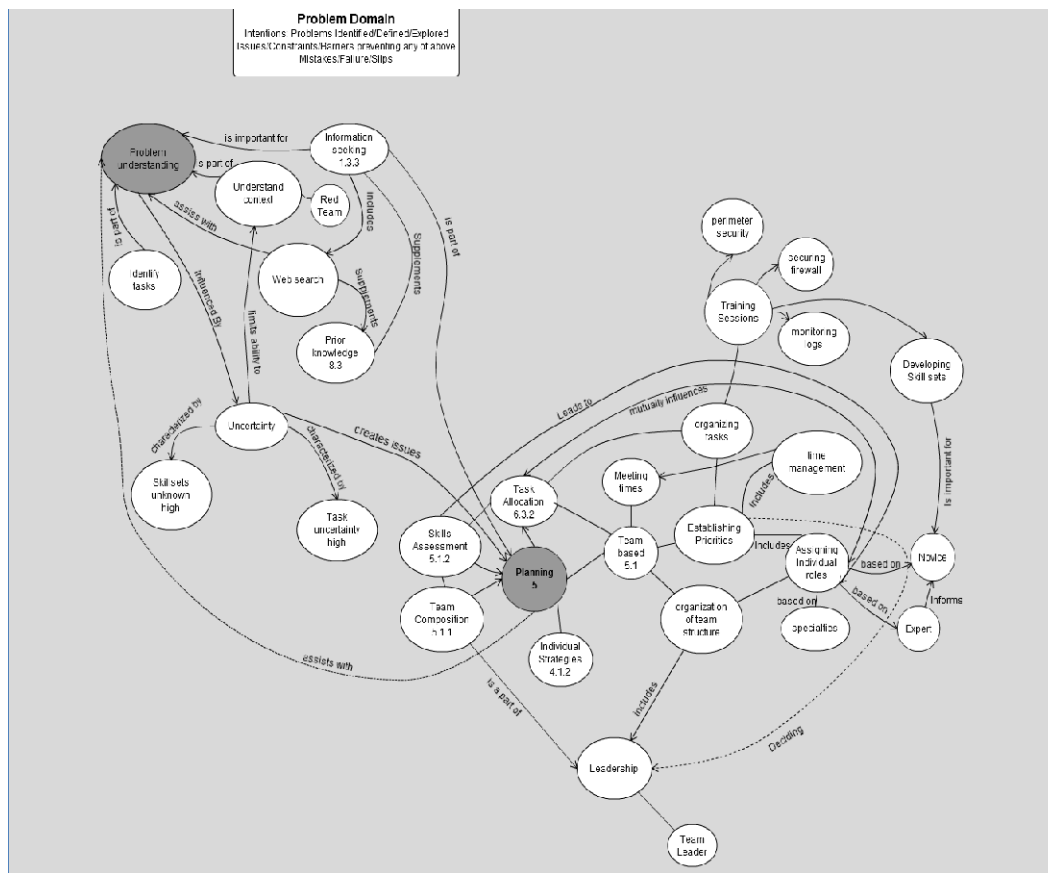 Problem Domain
Intentions: Problems Identified/Defined/Explored
Issues/Constraints/Barriers preventing any of above
Mistakes/Failure/Slips
Problem
understanding
is important for
Information
seeking
1.3.3
is part of
Understand
context
Red
Team
assiss with
includes
is part of
Supplements
is part of
Identify
tasks
Web search
Influenced By
limits ability to
Supplements
Prior
knowledge
8.3
perimeter
security
securing
firewall
Training
Sessions
monitoring
logs
Developing
Skill sets
Leads to
mutually influences
characterized by
Uncertainty
creates issues
characterized by
organizing
tasks
time
management
Is important for
Skill sets
unknown
high
Task
uncertainty
high
Meeting
times
Includes
Task
Allocation
6.3.2
Skills
Assessment
5.1.2
Team
based
5.1
Establishing
Priorities
Includes
Assigning
Individual
roles
based on
Novice
Planning
5
Team
Composition
5.1.1
organization
of team
structure
based on
based on
Informs
specialties
Expert
Individual
Strategies
4.1.2
assists with
is a part of
includes
Deciding
Leadership
Team
Leader